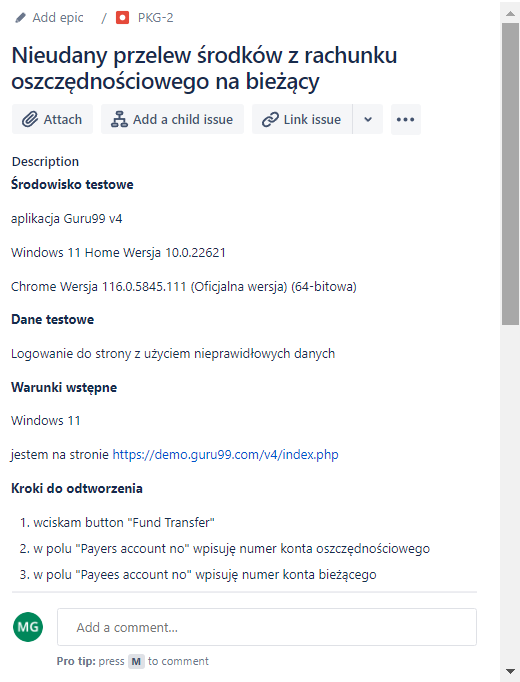 Add epic / PKG-2
Nieudany przelew środków z rachunku
oszczędnościowego na bieżący
Attach Add a child issue Link issue
Description
Środowisko testowe
aplikacja Guru99 v4
Windows 11 Home Wersja 10.0.22621
Chrome Wersja 116.0.5845.111 (Oficjalna wersja) (64-bitowa)
Dane testowe
Logowanie do strony z użyciem nieprawidłowych danych
Warunki wstępne
Windows 11
jestem na stronie https://demo.guru99.com/v4/index.php
Kroki do odtworzenia
1. wciskam button "Fund Transfer"
2. w polu "Payers account no" wpisuję numer konta oszczędnościowego
3. w polu "Payees account no" wpisuję numer konta bieżącego
MG Add a comment...
Pro tip: press M to comment